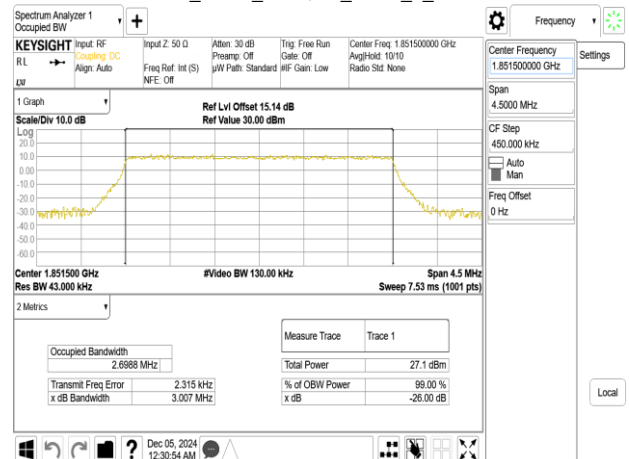 Spectrum Analyzer 1
Occupied BW
Frequency
KEYSIGHT
RL
Input: RF
Coupling: DC
Align: Auto
Input Z: 50 Ω
Freq Ref: Int (S)
NFE: Off
Atten: 30 dB
Preamp: Off
µW Path: Standard
Trig: Free Run
Gate: Off
#IF Gain: Low
Center Freq: 1.851500000 GHz
Avg|Hold: 10/10
Radio Std: None
Center Frequency
1.851500000 GHz
Settings
Span
4.5000 MHz
CF Step
450.000 kHz
Auto
Man
Freq Offset
0 Hz
1 Graph
Scale/Div 10.0 dB
Ref Lvl Offset 15.14 dB
Ref Value 30.00 dBm
Log
20.0
10.0
0.00
-10.0
-20.0
-30.0
-40.0
-50.0
-60.0
Center 1.851500 GHz
#Video BW 130.00 kHz
Span 4.5 MHz
Res BW 43.000 kHz
Sweep 7.53 ms (1001 pts)
2 Metrics
Occupied Bandwidth
2.6988 MHz
Transmit Freq Error 2.315 kHz
x dB Bandwidth 3.007 MHz
Measure Trace Trace 1
Total Power 27.1 dBm
% of OBW Power 99.00 %
x dB -26.00 dB
Local
Dec 05, 2024
12:30:54 AM